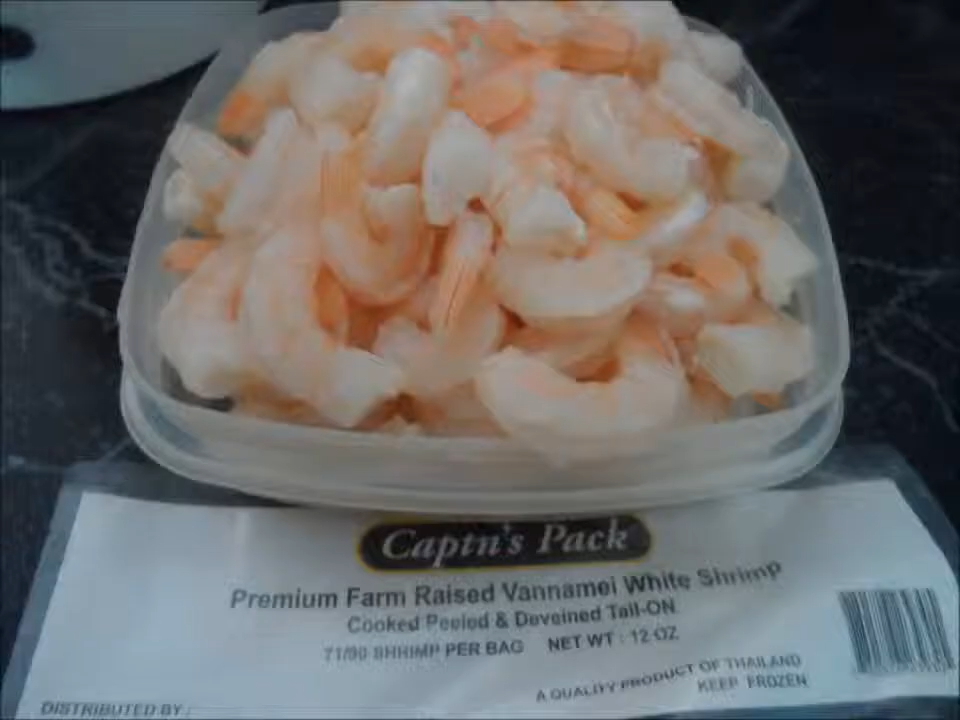 Captn's Pack
Premium Farm Raised Vannamei White Shrimp
Cooked Peeled & Deveined Tail-ON
71/90 SHRIMP PER BAG NET WT : 12 OZ
A QUALITY PRODUCT OF THAILAND
KEEP FROZEN
DISTRIBUTED BY :